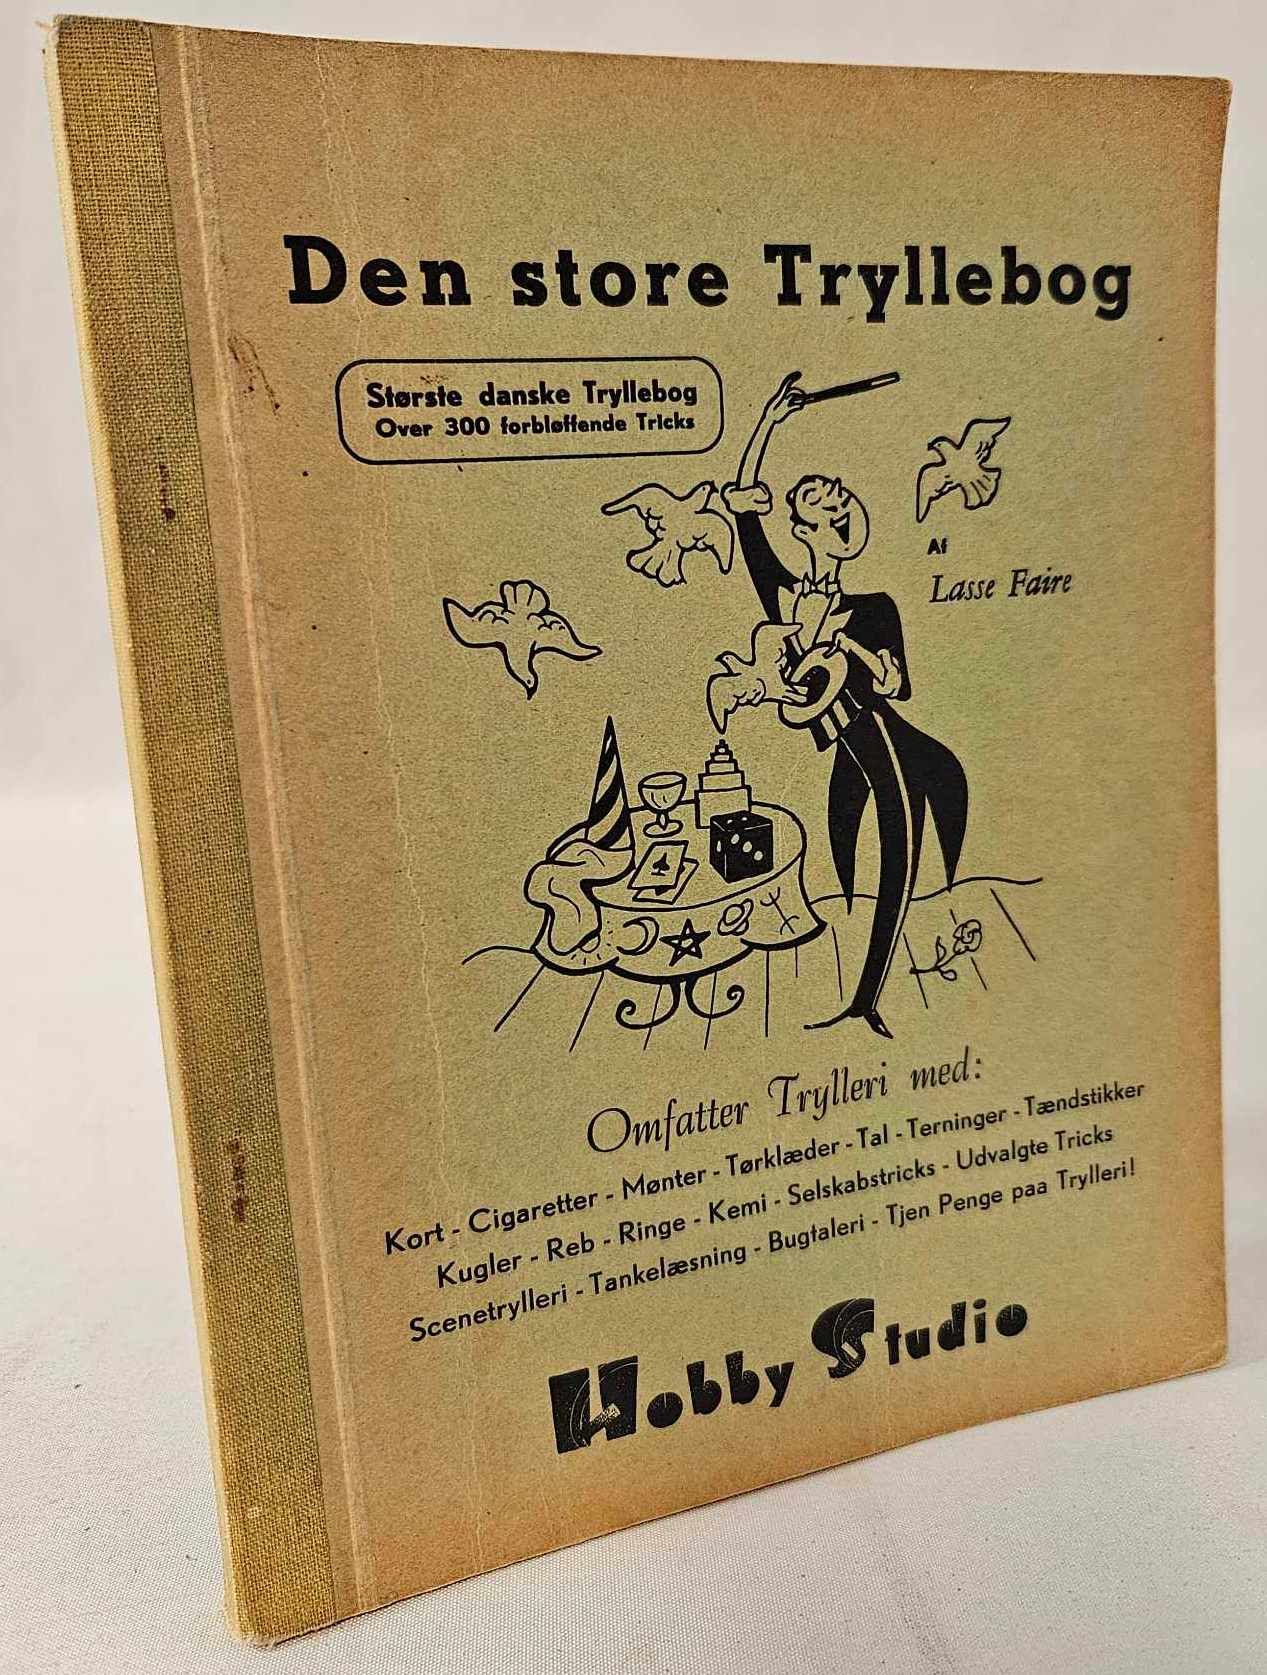 Den store Tryllebog
Største danske Tryllebog
Over 300 forbløffende Tricks
Af
Lasse Faire
Omfatter Trylleri med:
Kort - Cigaretter - Mønter - Tørklæder - Tal - Terninger - Tændstikker
Kugler - Reb - Ringe - Kemi - Selskabstricks - Udvalgte Tricks
Scenetrylleri - Tankelæsning - Bugtaleri - Tjen Penge paa Trylleri!
Hobby Studio